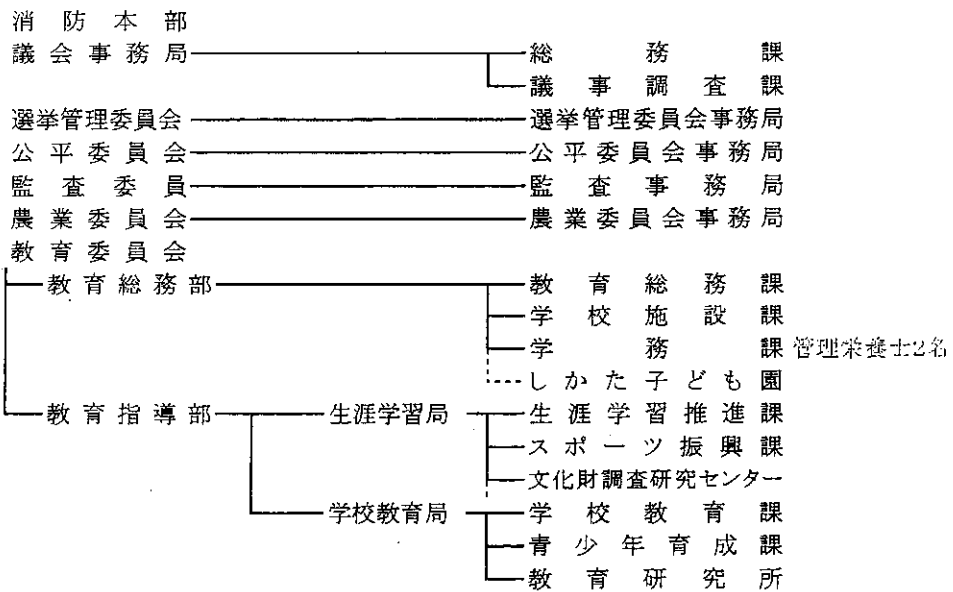 消防本部
議会事務局 総務課
議事調査課
選挙管理委員会 選挙管理委員会事務局
公平委員会 公平委員会事務局
監査委員 監査事務局
農業委員会 農業委員会事務局
教育委員会
教育総務部 教育総務課
学校施設課
学務課 管理栄養士2名
しかた子ども園
教育指導部 生涯学習局 生涯学習推進課
スポーツ振興課
文化財調査研究センター
学校教育局 学校教育課
青少年育成課
教育研究所